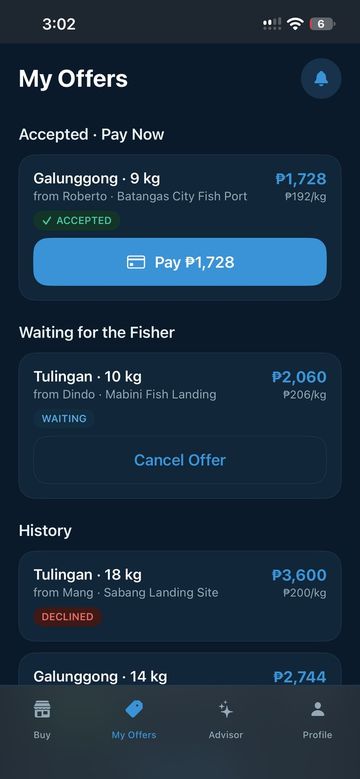 3:02
6
My Offers
Accepted · Pay Now
Galunggong · 9 kg
₱1,728
from Roberto · Batangas City Fish Port
₱192/kg
✓ ACCEPTED
Pay ₱1,728
Waiting for the Fisher
Tulingan · 10 kg
₱2,060
from Dindo · Mabini Fish Landing
₱206/kg
WAITING
Cancel Offer
History
Tulingan · 18 kg
₱3,600
from Mang · Sabang Landing Site
₱200/kg
DECLINED
Galunggong · 14 kg
₱2,744
Buy
My Offers
Advisor
Profile